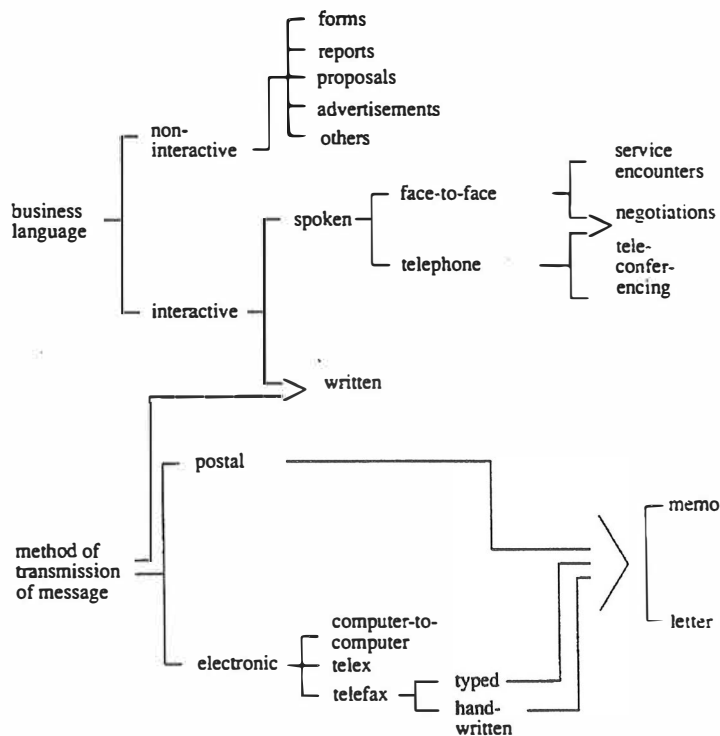 forms
reports
proposals
advertisements
others
non-
interactive
business
language
interactive
spoken
face-to-face
telephone
service
encounters
negotiations
tele-
confer-
encing
written
postal
method of
transmission
of message
electronic
computer-to-
computer
telex
telefax
typed
hand-
written
memo
letter